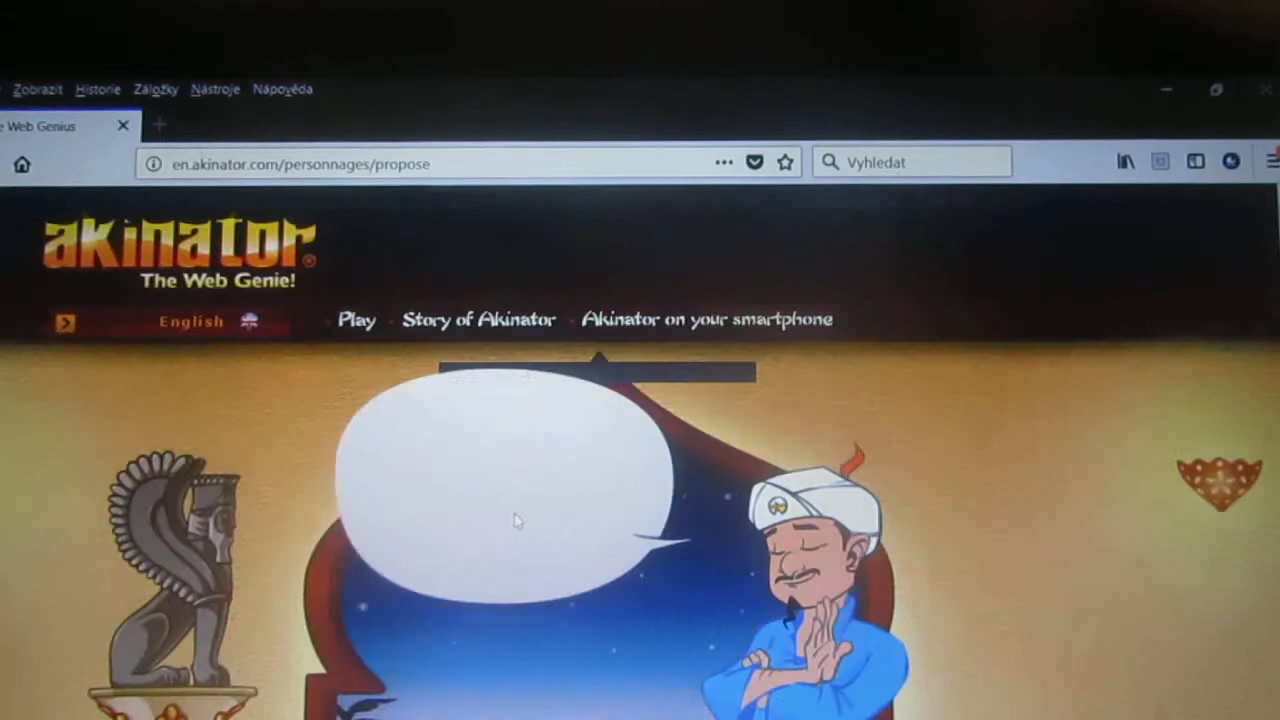 Zobrazit Historie Záložky Nástroje Nápověda
e Web Genius
en.akinator.com/personnages/propose
Vyhledat
akinator®
The Web Genie!
English Play Story of Akinator Akinator on your smartphone